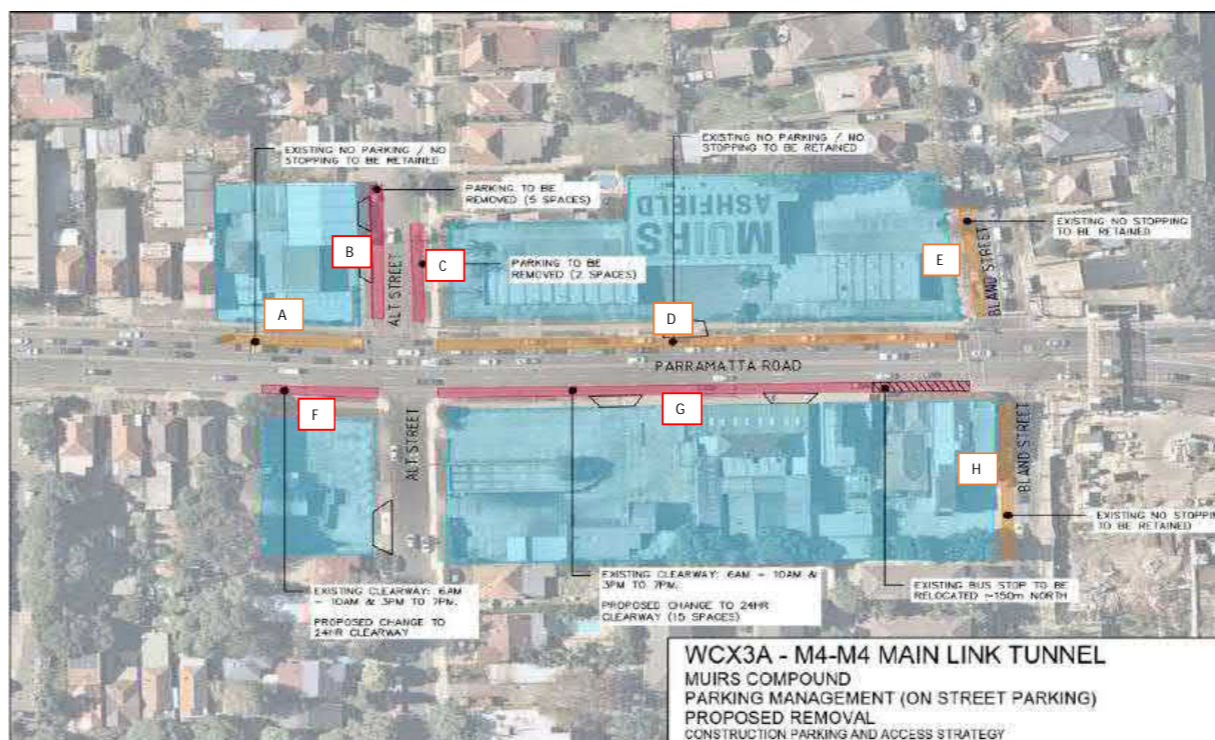 EXISTING NO PARKING / NO
STOPPING TO BE RETAINED
EXISTING NO PARKING / NO
STOPPING TO BE RETAINED
PARKING TO BE
REMOVED (5 SPACES)
MUIRS
ASHFIELD
EXISTING NO STOPPING
TO BE RETAINED
B
C
E
PARKING TO BE
REMOVED (2 SPACES)
ALT STREET
BLAND STREET
A
D
PARRAMATTA ROAD
F
G
ALT STREET
BLAND STREET
H
EXISTING NO STOPPIN
TO BE RETAINED
EXISTING CLEARWAY: 6AM
– 10AM & 3PM TO 7PM.
PROPOSED CHANGE TO
24HR CLEARWAY
EXISTING CLEARWAY: 6AM – 10AM &
3PM TO 7PM.
PROPOSED CHANGE TO 24HR
CLEARWAY (15 SPACES)
EXISTING BUS STOP TO BE
RELOCATED ~150m NORTH
WCX3A - M4-M4 MAIN LINK TUNNEL
MUIRS COMPOUND
PARKING MANAGEMENT (ON STREET PARKING)
PROPOSED REMOVAL
CONSTRUCTION PARKING AND ACCESS STRATEGY